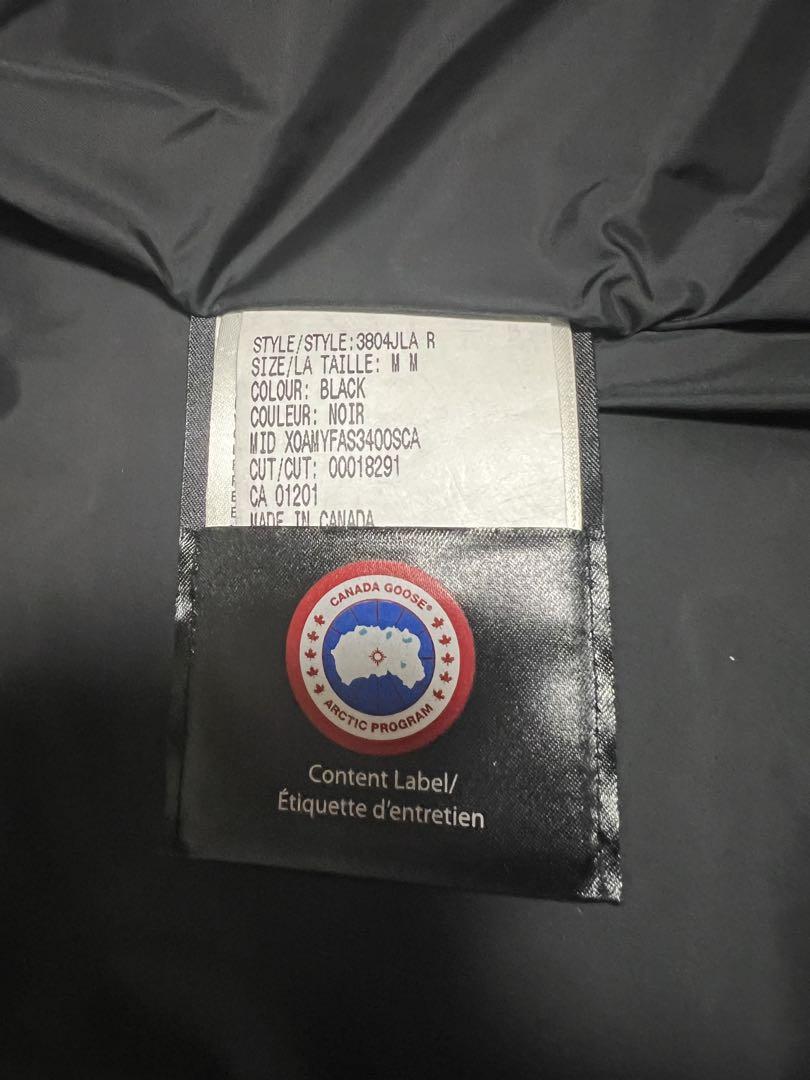 STYLE/STYLE:3804JLA R
SIZE/LA TAILLE: M M
COLOUR: BLACK
COULEUR: NOIR
MID XOAMYFAS3400SCA
CUT/CUT: 00018291
CA 01201
MADE IN CANADA
CANADA GOOSE®
ARCTIC PROGRAM
Content Label/
Étiquette d'entretien